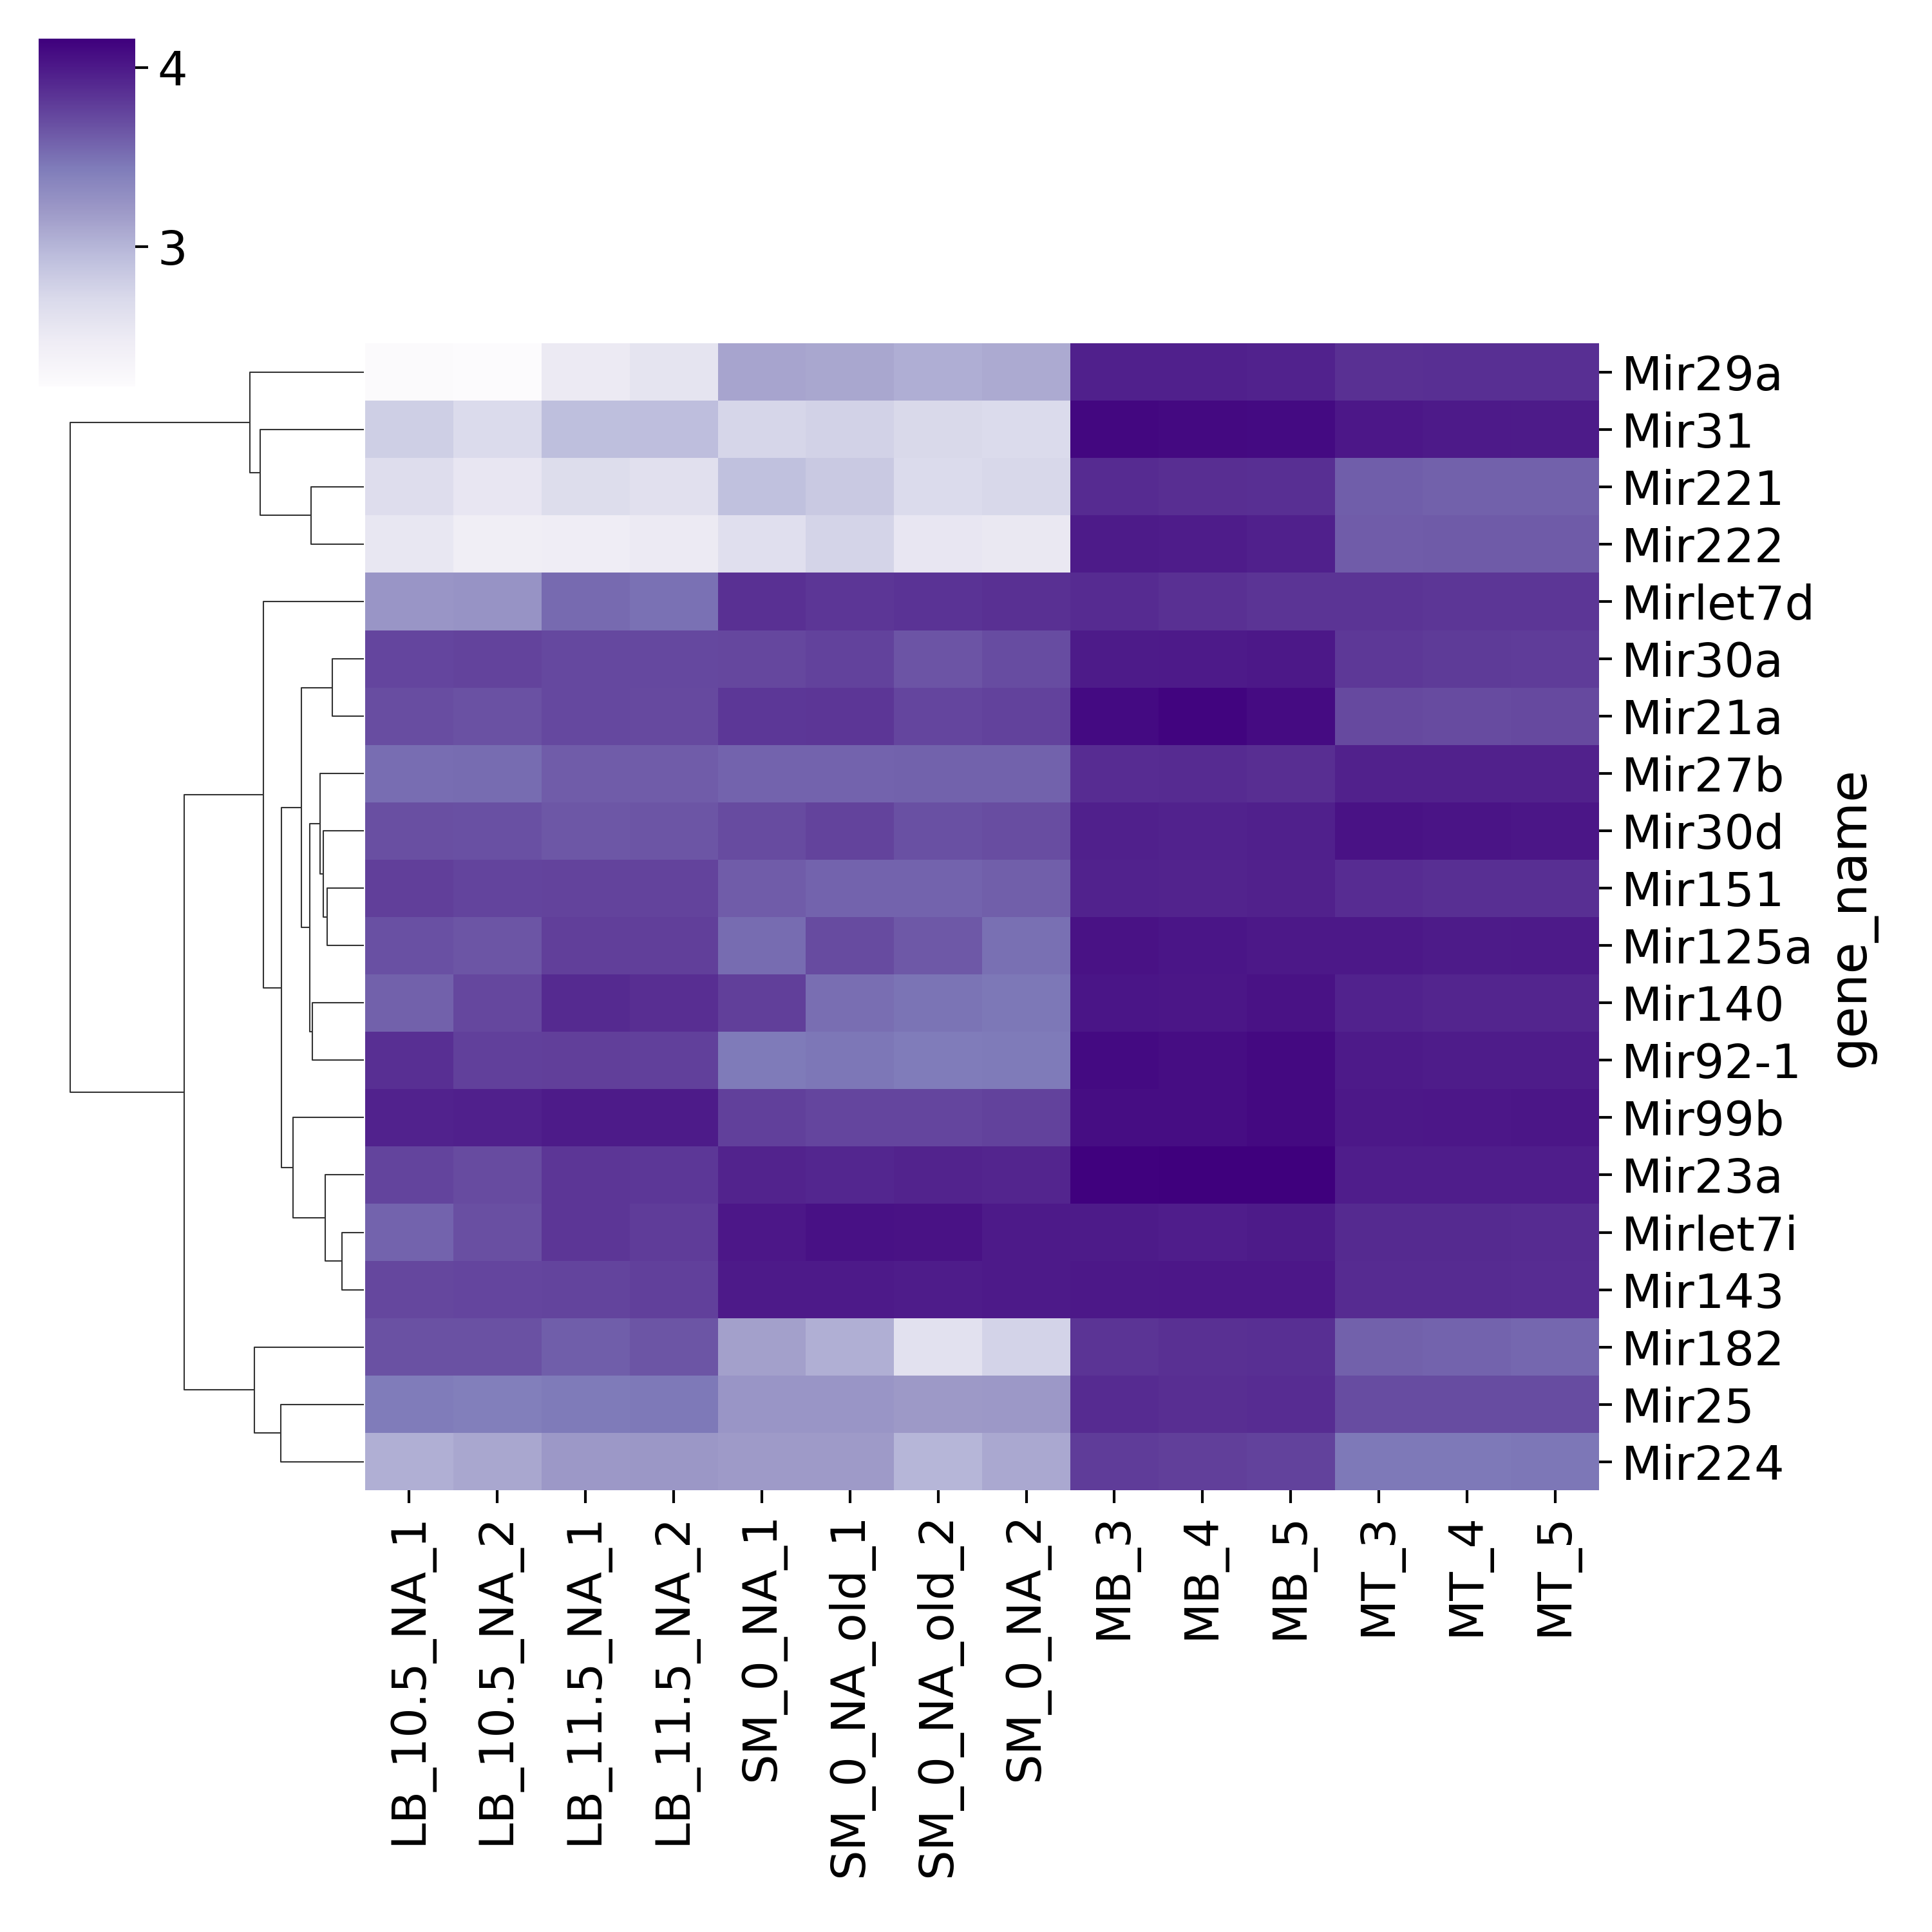 4
3
Mir29a
Mir31
Mir221
Mir222
Mirlet7d
Mir30a
Mir21a
Mir27b
Mir30d
Mir151
Mir125a
Mir140
Mir92-1
Mir99b
Mir23a
Mirlet7i
Mir143
Mir182
Mir25
Mir224
gene_name
LB_10.5_NA_1
LB_10.5_NA_2
LB_11.5_NA_1
LB_11.5_NA_2
SM_0_NA_1
SM_0_NA_old_1
SM_0_NA_old_2
SM_0_NA_2
MB_3
MB_4
MB_5
MT_3
MT_4
MT_5